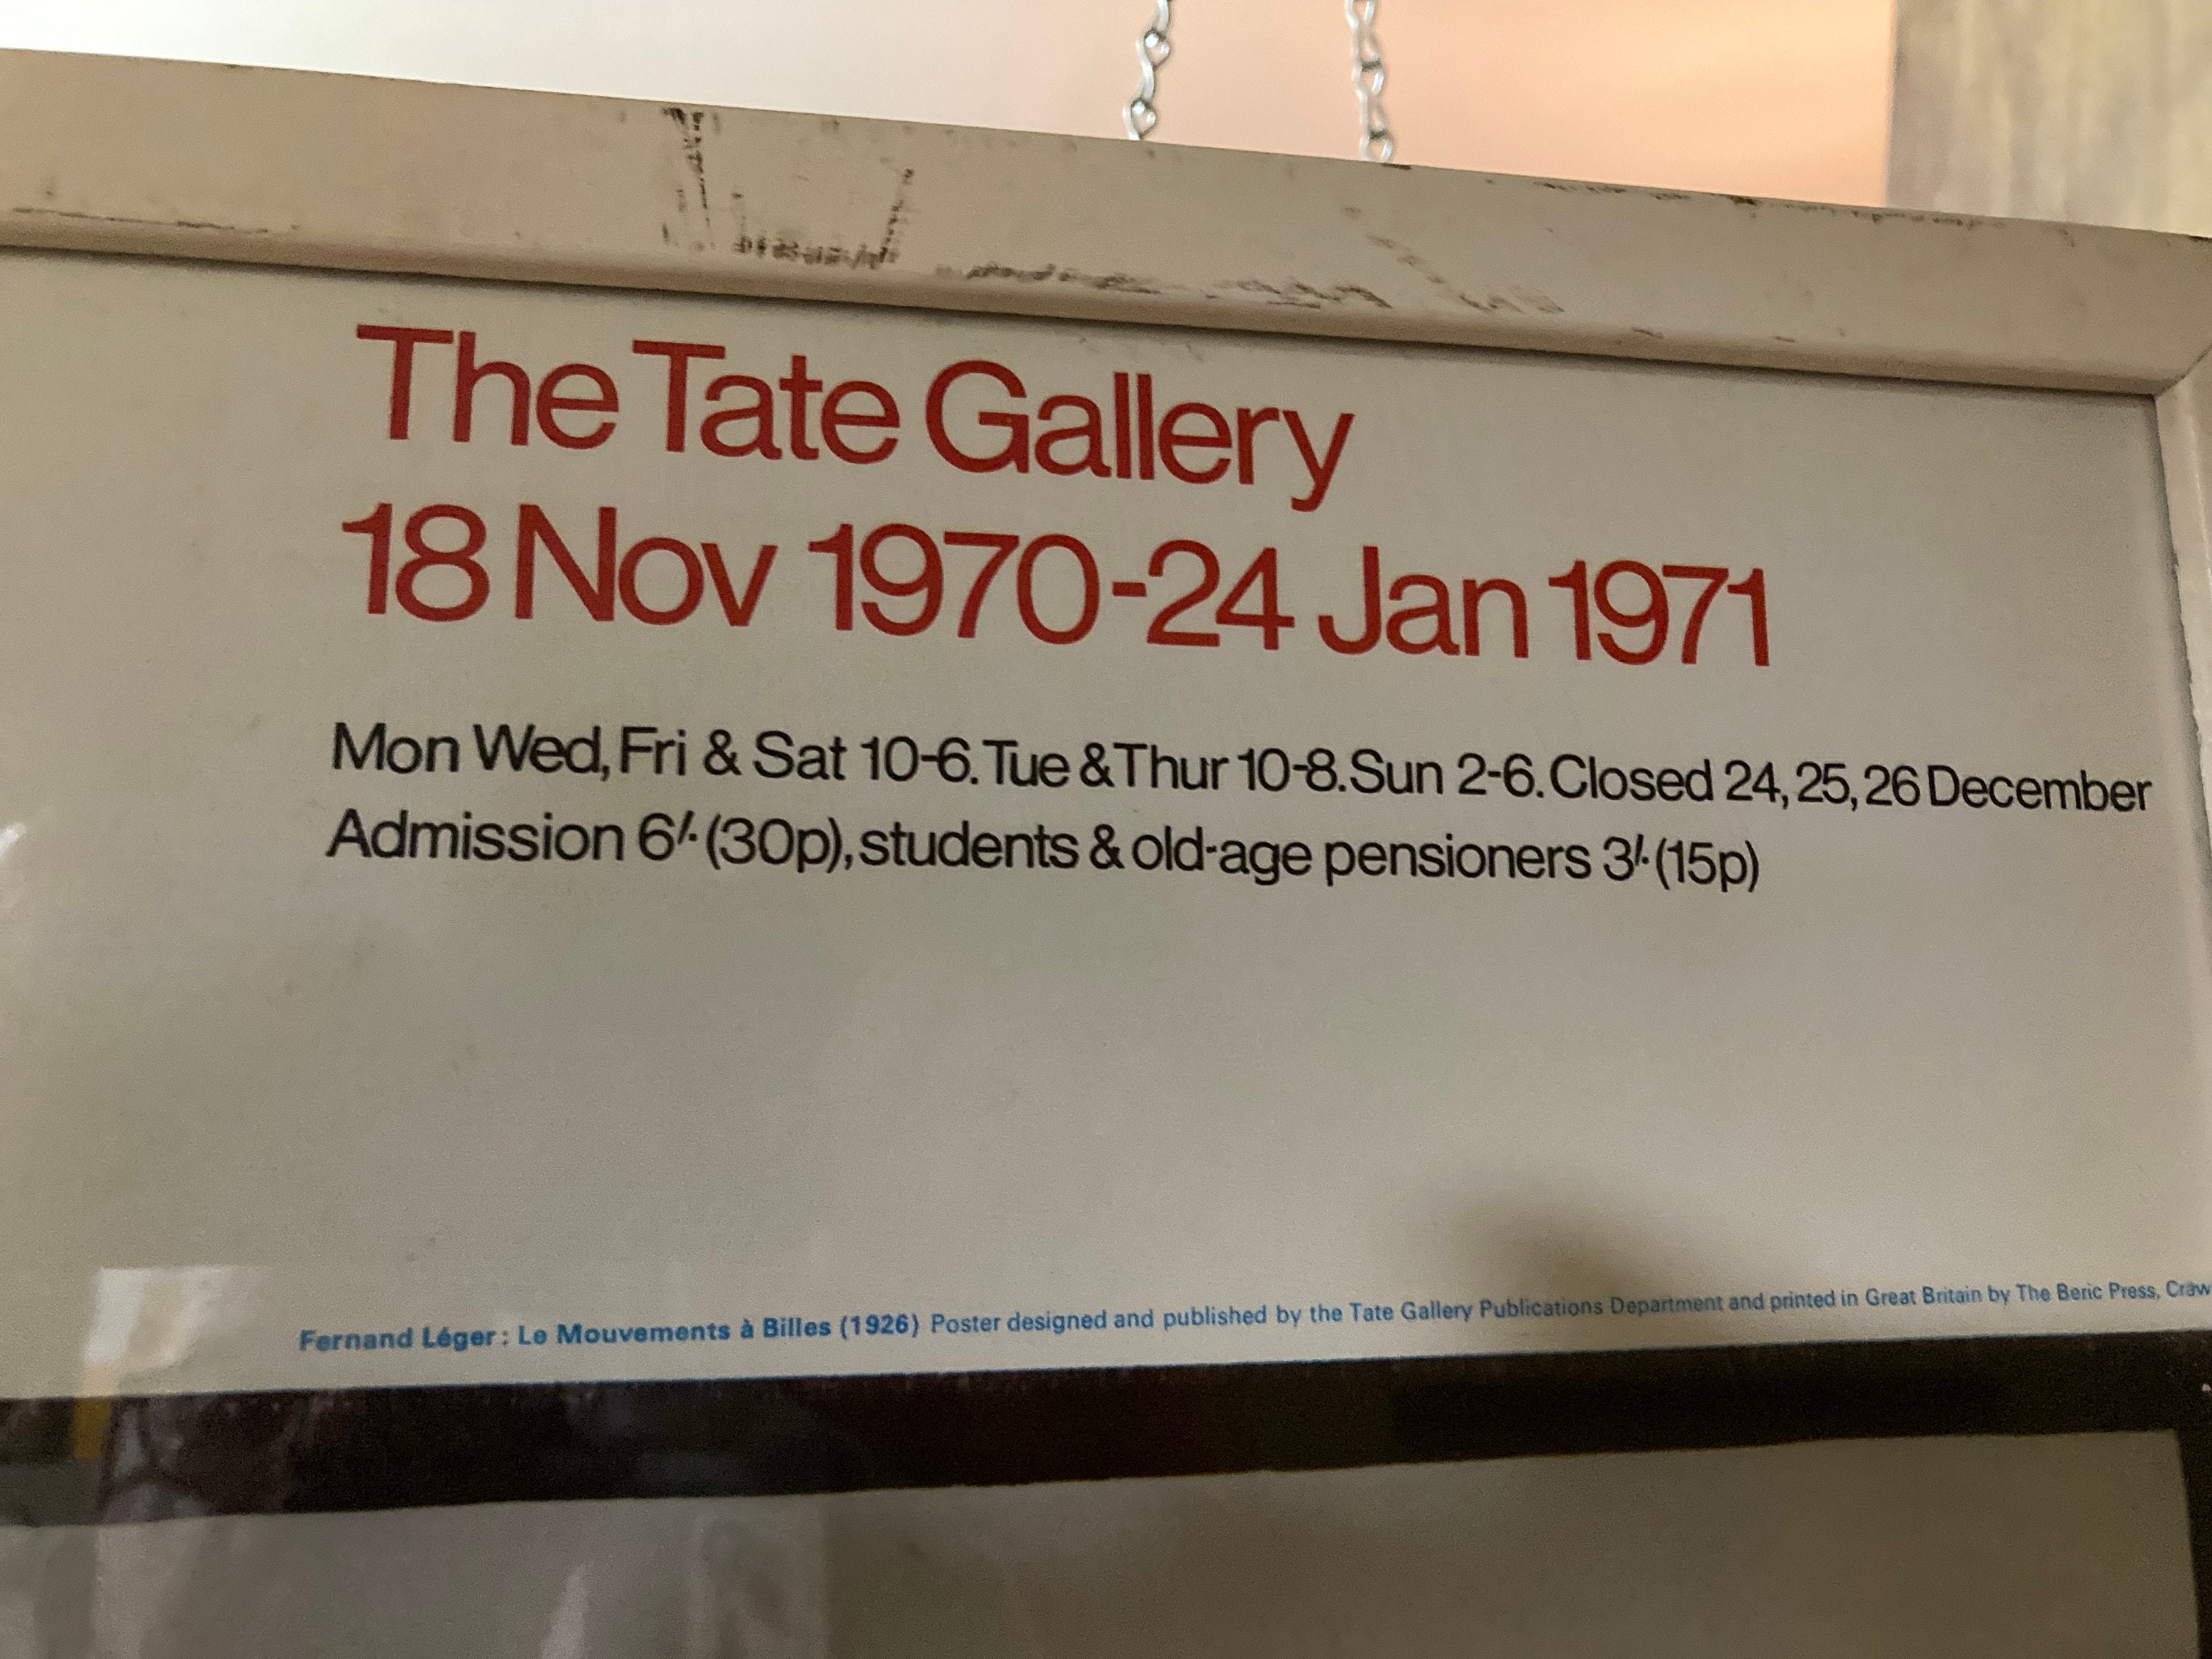 The Tate Gallery
18 Nov 1970-24 Jan 1971
Mon Wed, Fri & Sat 10-6. Tue & Thur 10-8. Sun 2-6. Closed 24, 25, 26 December
Admission 6/- (30p), students & old-age pensioners 3/- (15p)
Fernand Léger: Le Mouvements à Billes (1926) Poster designed and published by the Tate Gallery Publications Department and printed in Great Britain by The Beric Press, Craw